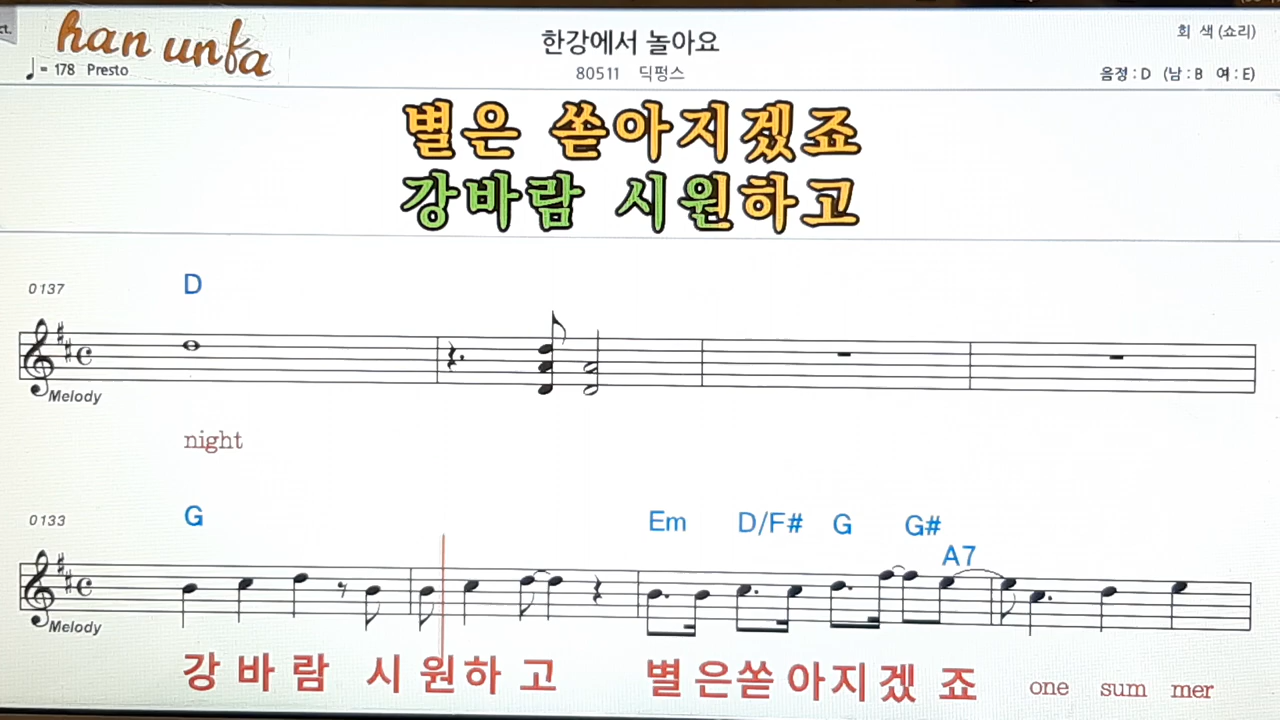 ct.
han unfa
♩= 178 Presto
한강에서 놀아요
80511 딕펑스
회 색 (쇼리)
음정 : D (남 : B 여 : E)
별은 쏟아지겠죠
강바람 시원하고
0137
D
Melody
night
0133
G Em D/F# G G#
A7
Melody
강 바 람 시 원하 고 별 은쏟 아지 겠 죠 one sum mer